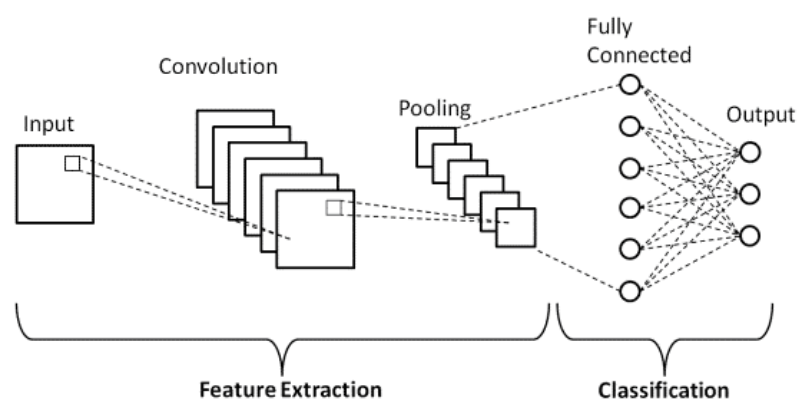 Input
Convolution
Pooling
Fully
Connected
Output
Feature Extraction
Classification